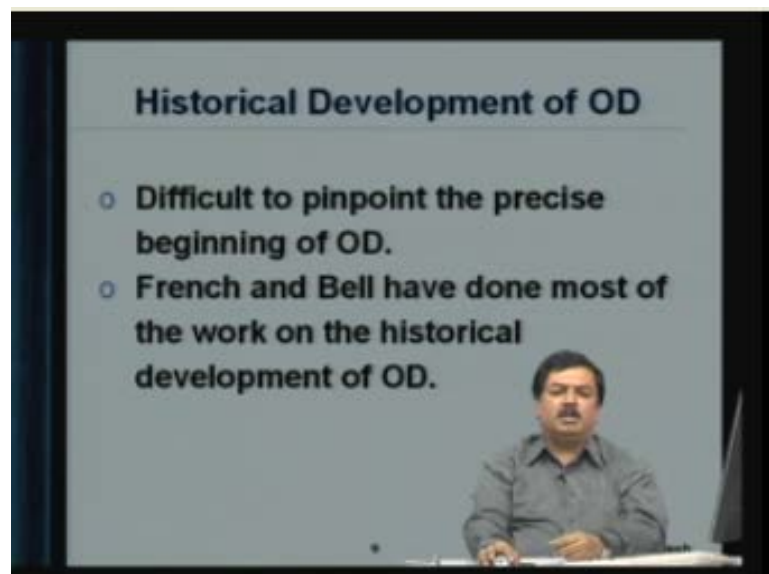 Historical Development of OD
o Difficult to pinpoint the precise
beginning of OD.
o French and Bell have done most of
the work on the historical
development of OD.